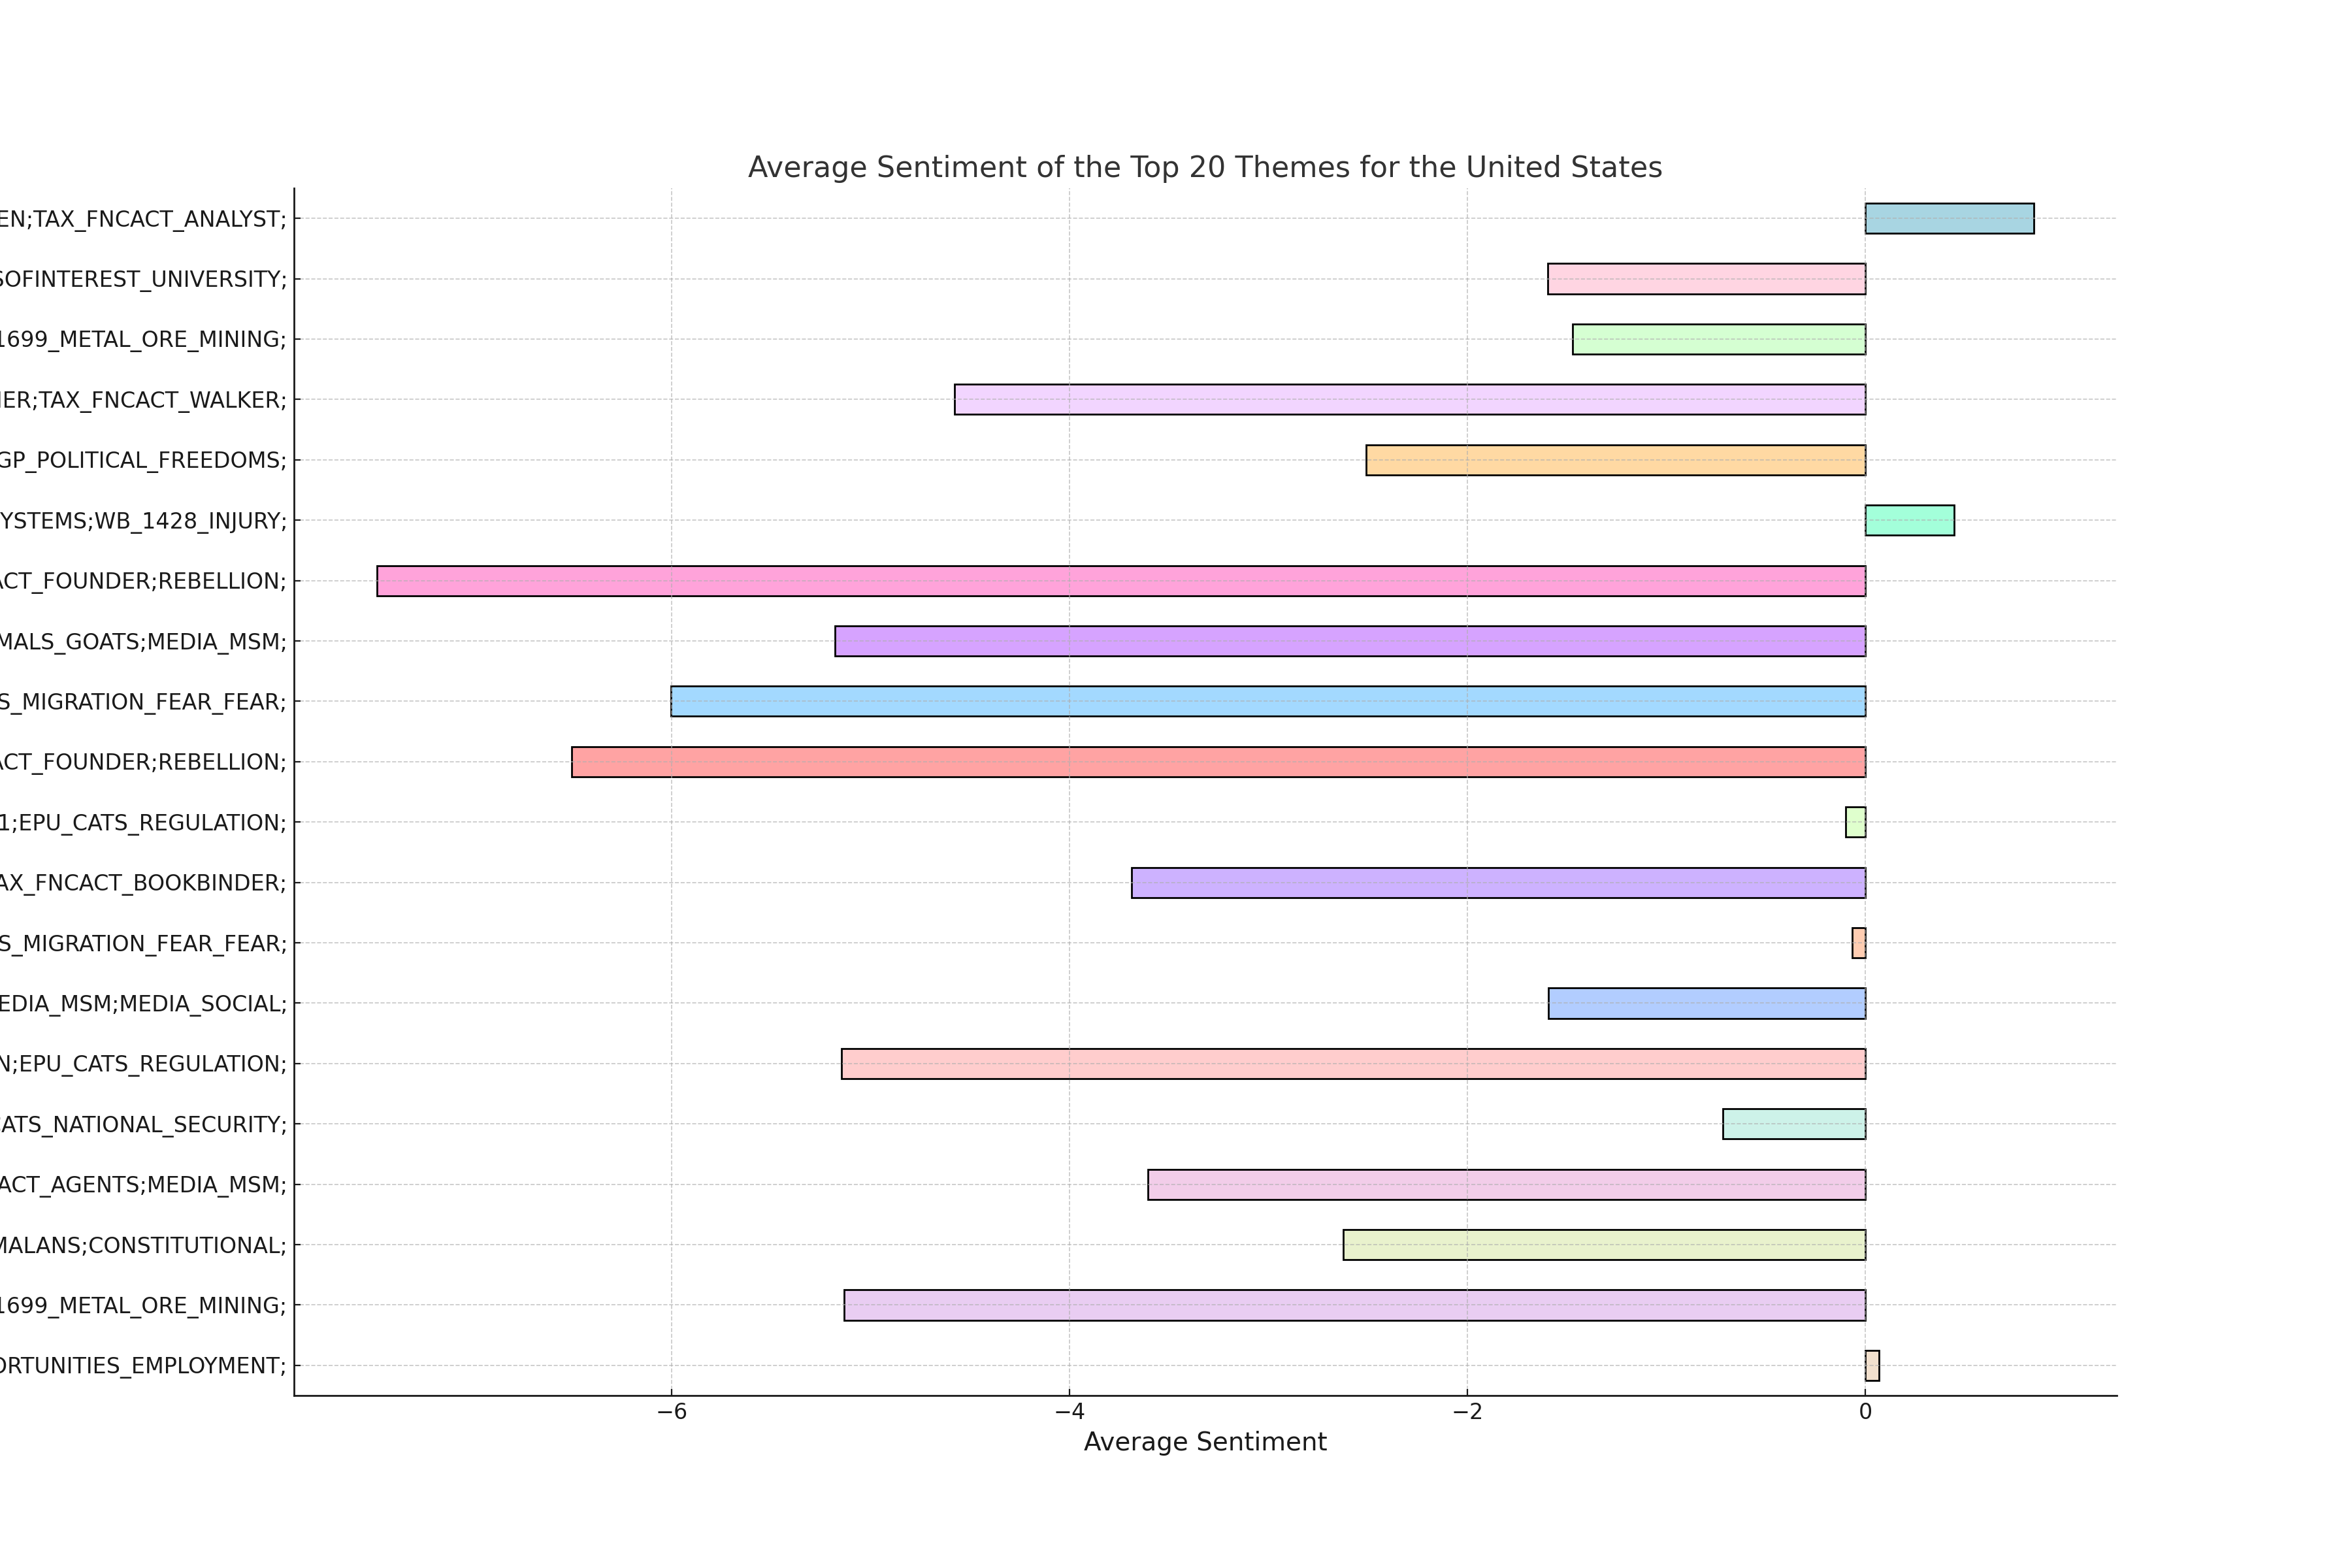 Average Sentiment of the Top 20 Themes for the United States
EN;TAX_FNCACT_ANALYST;
SOFINTEREST_UNIVERSITY;
1699_METAL_ORE_MINING;
IER;TAX_FNCACT_WALKER;
GP_POLITICAL_FREEDOMS;
YSTEMS;WB_1428_INJURY;
ACT_FOUNDER;REBELLION;
MALS_GOATS;MEDIA_MSM;
S_MIGRATION_FEAR_FEAR;
ACT_FOUNDER;REBELLION;
1;EPU_CATS_REGULATION;
AX_FNCACT_BOOKBINDER;
S_MIGRATION_FEAR_FEAR;
EDIA_MSM;MEDIA_SOCIAL;
N;EPU_CATS_REGULATION;
CATS_NATIONAL_SECURITY;
ACT_AGENTS;MEDIA_MSM;
MALANS;CONSTITUTIONAL;
1699_METAL_ORE_MINING;
ORTUNITIES_EMPLOYMENT;
−6 −4 −2 0
Average Sentiment